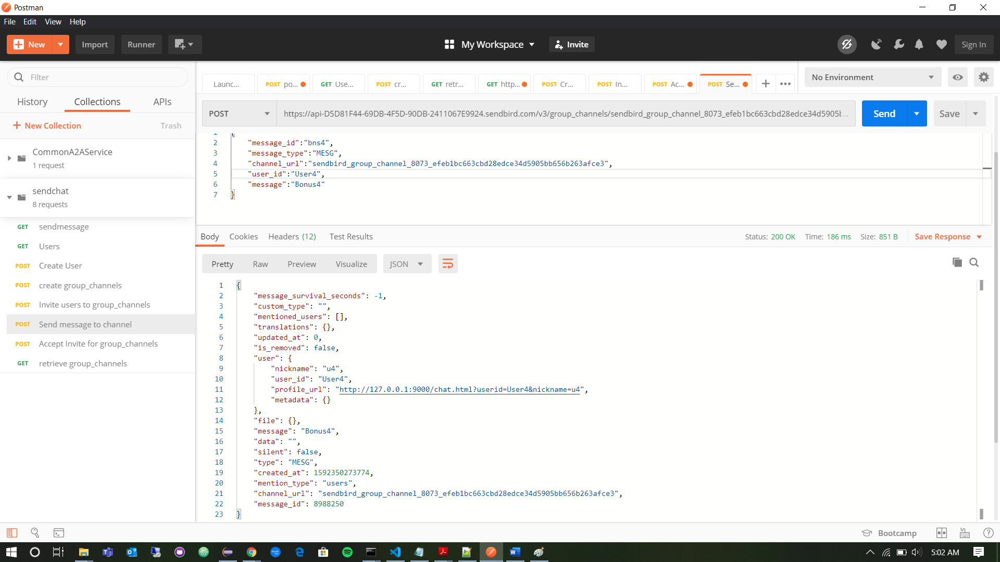 Postman
File Edit View Help
New Import Runner My Workspace Invite Sign In
Filter
History Collections APIs
New Collection Trash
CommonA2AService
1 request
sendchat
8 requests
GET sendmessage
GET Users
POST Create User
POST create group_channels
POST Invite users to group_channels
POST Send message to channel
POST Accept Invite for group_channels
GET retrieve group_channels
Launc... POST po... GET Use... POST cr... GET retr... GET http... POST Cr... POST In... POST Ac... POST Se... No Environment
POST https://api-D5D81F44-69DB-4F5D-90DB-2411067E9924.sendbird.com/v3/group_channels/sendbird_group_channel_8073_efeb1bc663cbd28edce34d5905b... Send Save
1 {
2 "message_id":"bns4",
3 "message_type":"MESG",
4 "channel_url":"sendbird_group_channel_8073_efeb1bc663cbd28edce34d5905bb656b263afce3",
5 "user_id":"User4",
6 "message":"Bonus4"
7 }
Body Cookies Headers (12) Test Results Status: 200 OK Time: 186 ms Size: 851 B Save Response
Pretty Raw Preview Visualize JSON
1 {
2 "message_survival_seconds": -1,
3 "custom_type": "",
4 "mentioned_users": [],
5 "translations": {},
6 "updated_at": 0,
7 "is_removed": false,
8 "user": {
9 "nickname": "u4",
10 "user_id": "User4",
11 "profile_url": "http://127.0.0.1:9000/chat.html?userid=User4&nickname=u4",
12 "metadata": {}
13 },
14 "file": {},
15 "message": "Bonus4",
16 "data": "",
17 "silent": false,
18 "type": "MESG",
19 "created_at": 1592350273774,
20 "mention_type": "users",
21 "channel_url": "sendbird_group_channel_8073_efeb1bc663cbd28edce34d5905bb656b263afce3",
22 "message_id": 8988250
23 }
Bootcamp
5:02 AM